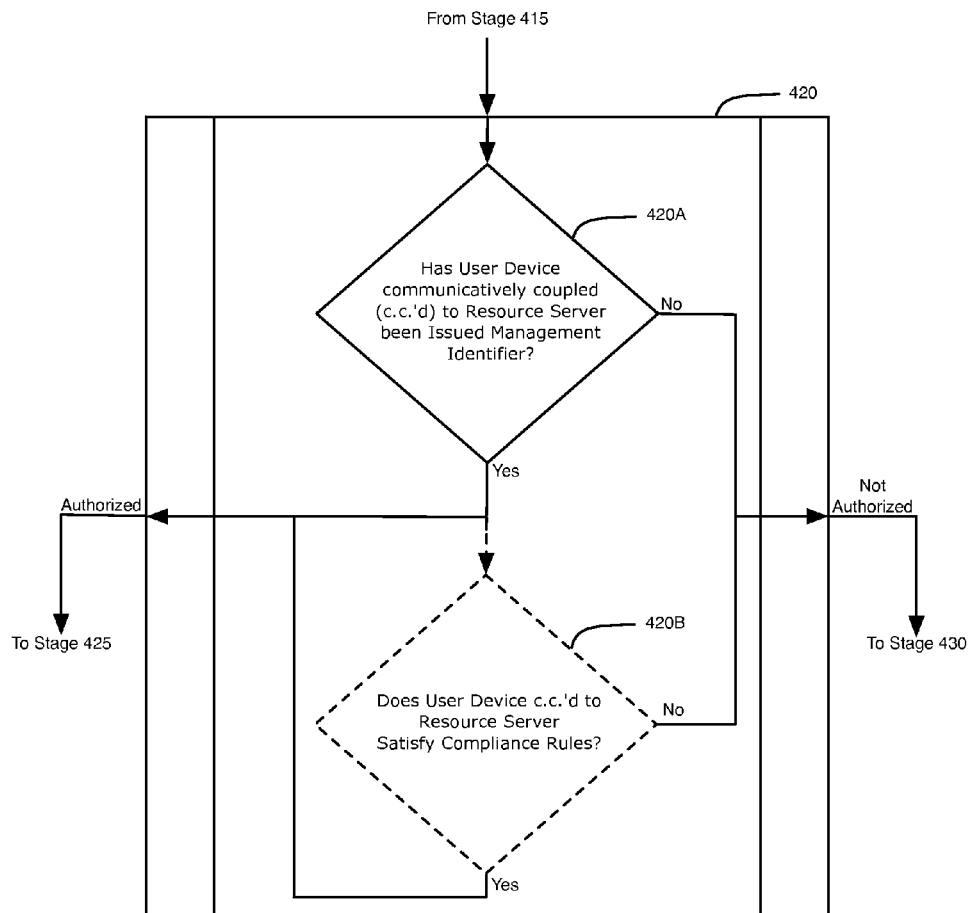 From Stage 415
420
420A
Has User Device
communicatively coupled
(c.c.'d) to Resource Server
been Issued Management
Identifier?
No
Yes
Authorized
Not
Authorized
To Stage 425
To Stage 430
420B
Does User Device c.c.'d to
Resource Server
Satisfy Compliance Rules?
No
Yes